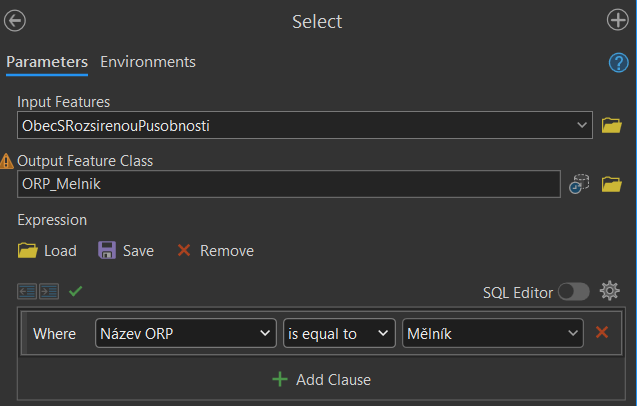 Select
Parameters Environments
Input Features
ObecSRozsirenouPusobnosti
Output Feature Class
ORP_Melnik
Expression
Load Save Remove
SQL Editor
Where Název ORP is equal to Mělník
Add Clause